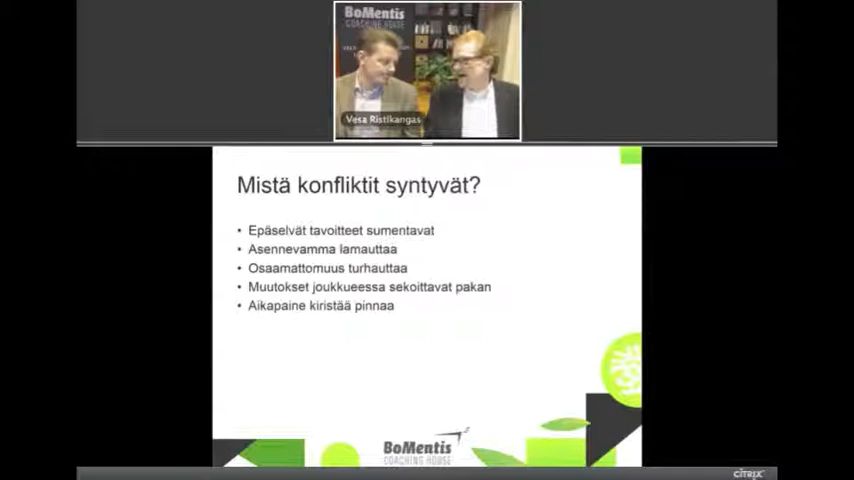 BoMentis
COACHING HOUSE
Vesa Ristikangas
Mistä konfliktit syntyvät?
• Epäselvät tavoitteet sumentavat
• Asennevamma lamauttaa
• Osaamattomuus turhauttaa
• Muutokset joukkueessa sekoittavat pakan
• Aikapaine kiristää pinnaa
BoMentis
COACHING HOUSE
CITRIX